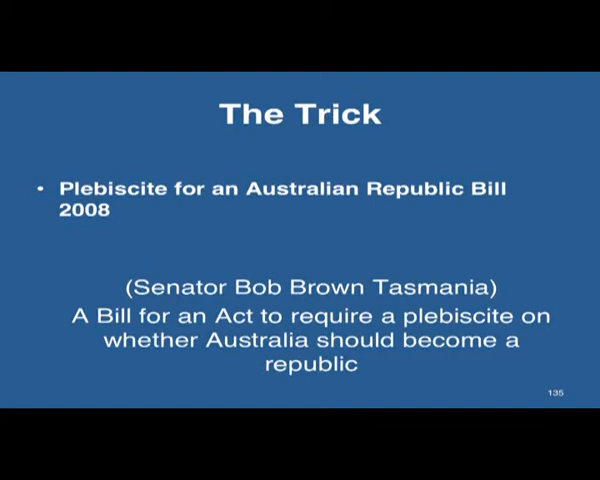 The Trick
• Plebiscite for an Australian Republic Bill
2008
(Senator Bob Brown Tasmania)
A Bill for an Act to require a plebiscite on
whether Australia should become a
republic
135